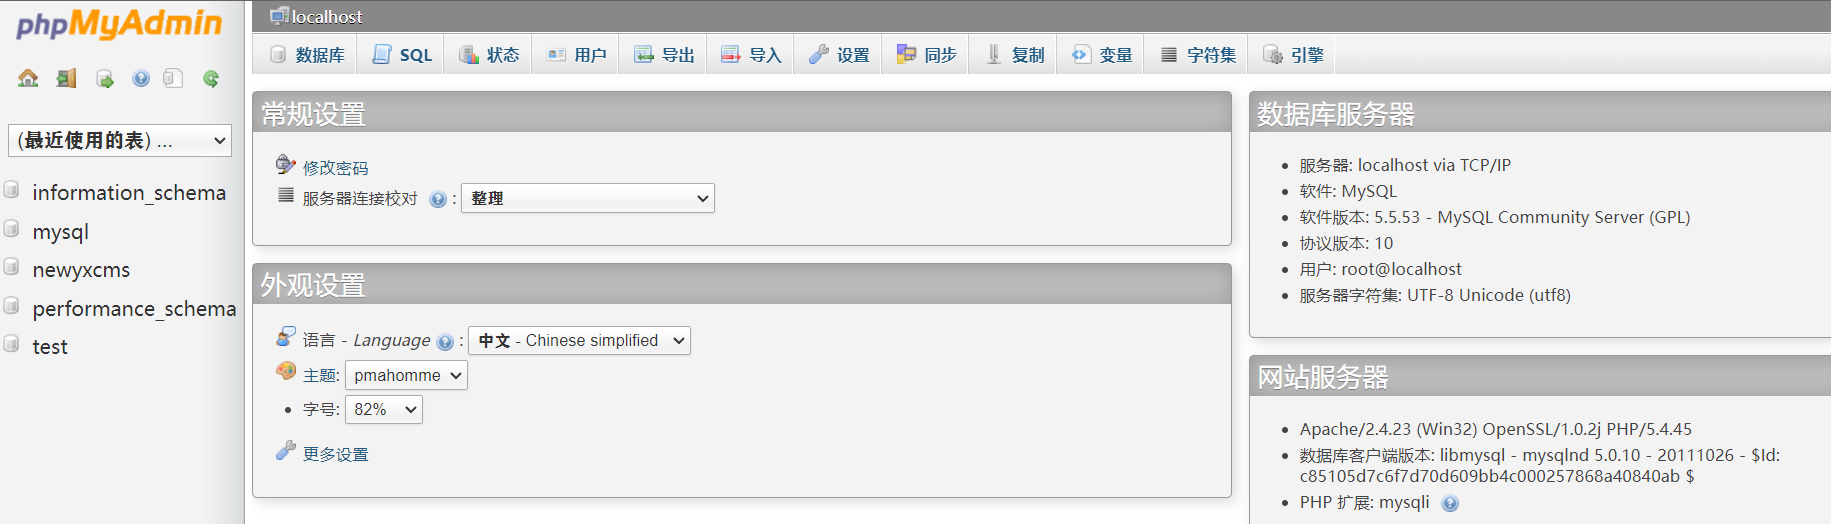 phpMyAdmin
(最近使用的表) ...
information_schema
mysql
newyxcms
performance_schema
test
localhost
数据库 SQL 状态 用户 导出 导入 设置 同步 复制 变量 字符集 引擎
常规设置
修改密码
服务器连接校对 : 整理
外观设置
语言 - Language : 中文 - Chinese simplified
主题: pmahomme
字号: 82%
更多设置
数据库服务器
服务器: localhost via TCP/IP
软件: MySQL
软件版本: 5.5.53 - MySQL Community Server (GPL)
协议版本: 10
用户: root@localhost
服务器字符集: UTF-8 Unicode (utf8)
网站服务器
Apache/2.4.23 (Win32) OpenSSL/1.0.2j PHP/5.4.45
数据库客户端版本: libmysql - mysqlnd 5.0.10 - 20111026 - $Id:
c85105d7c6f7d70d609bb4c000257868a40840ab $
PHP 扩展: mysqli